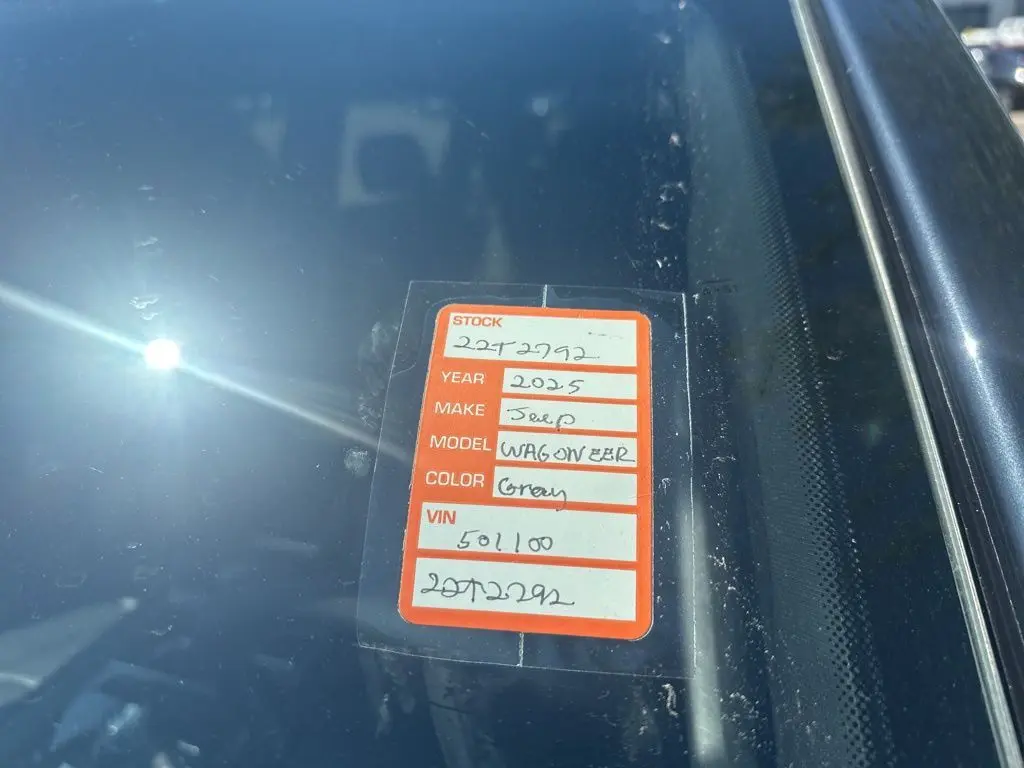 STOCK
22T2792
YEAR 2025
MAKE Jeep
MODEL WAGONEER
COLOR Gray
VIN
501100
22T2792